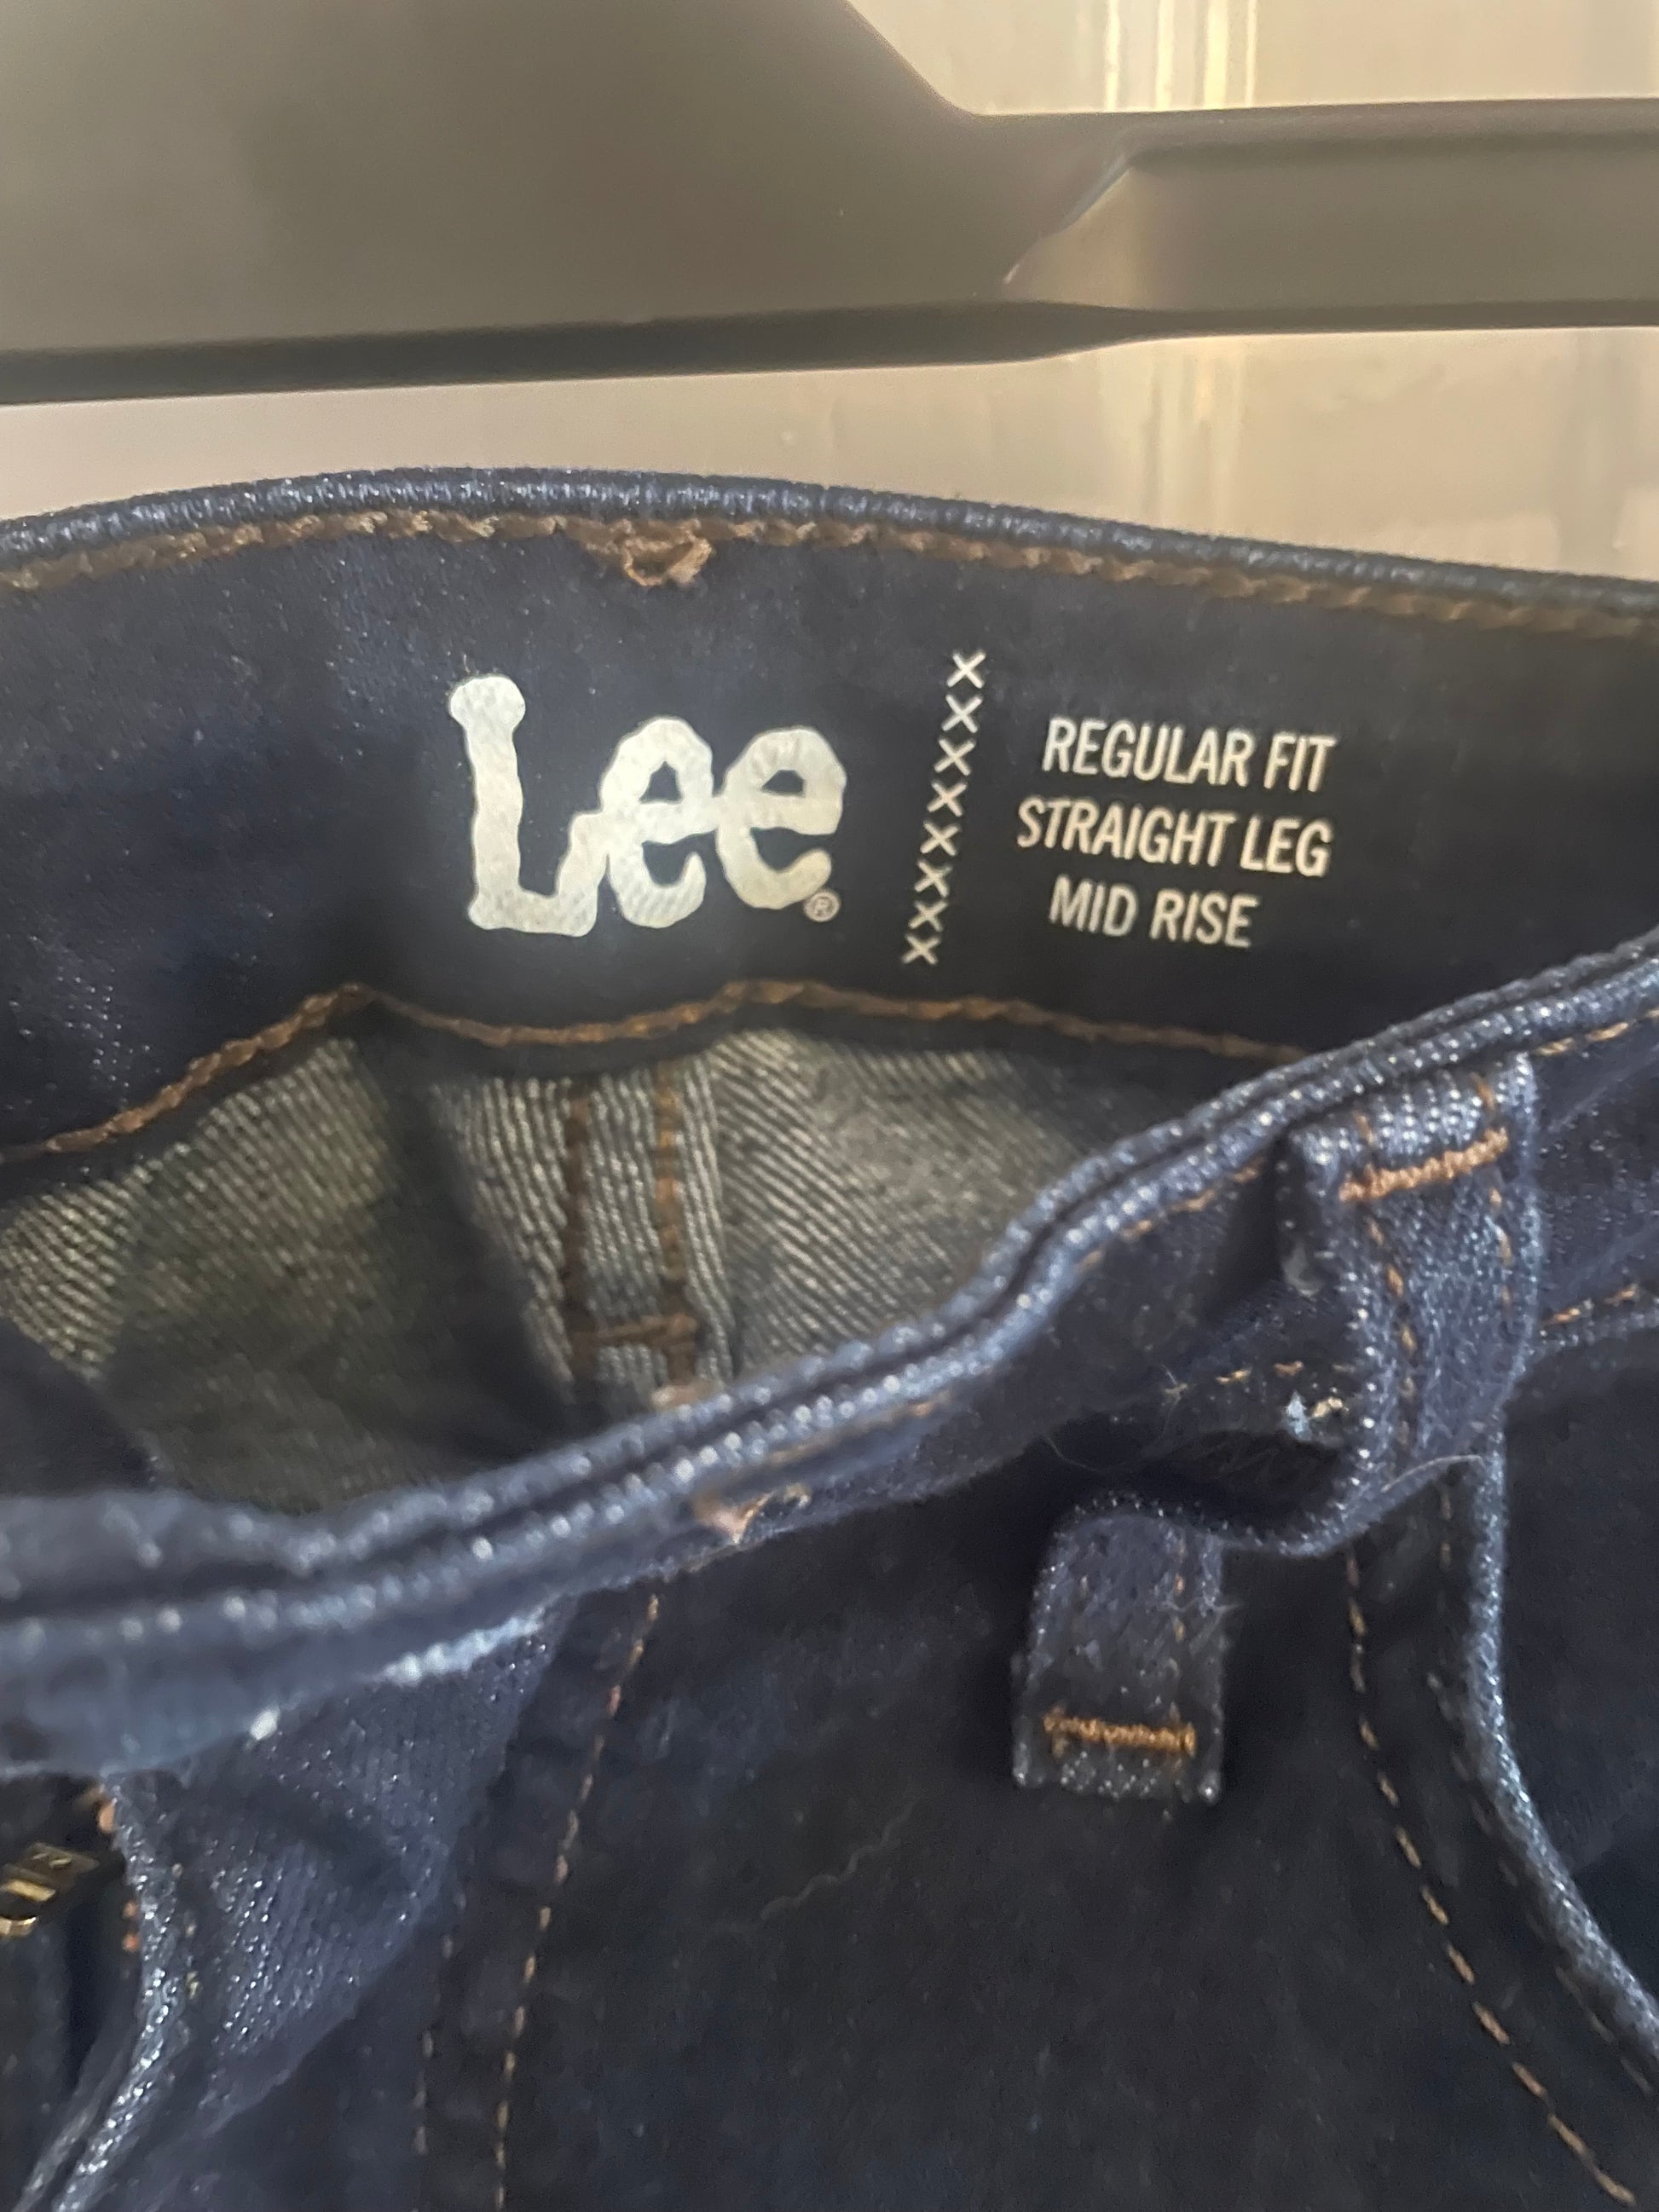 Lee®
REGULAR FIT
STRAIGHT LEG
MID RISE